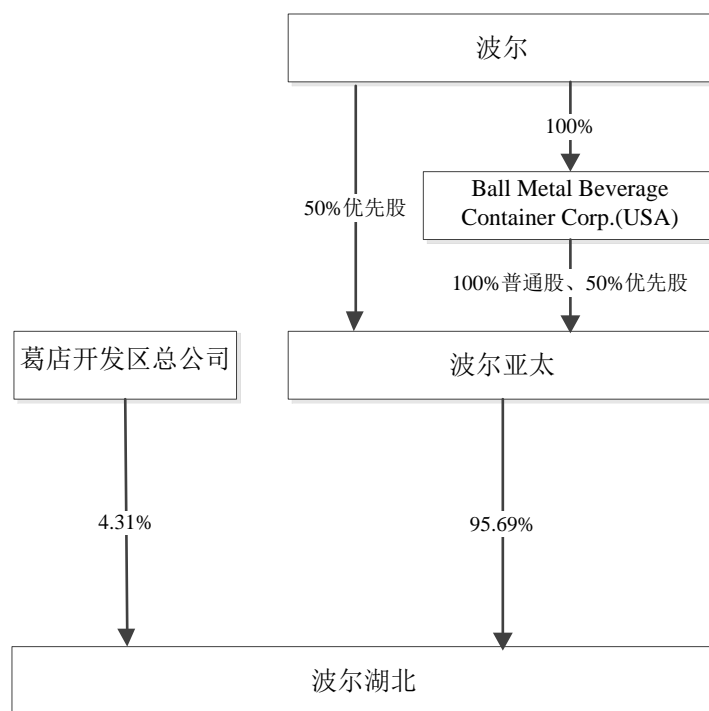 波尔
100%
50%优先股
Ball Metal Beverage
Container Corp.(USA)
100%普通股、50%优先股
葛店开发区总公司
波尔亚太
4.31%
95.69%
波尔湖北